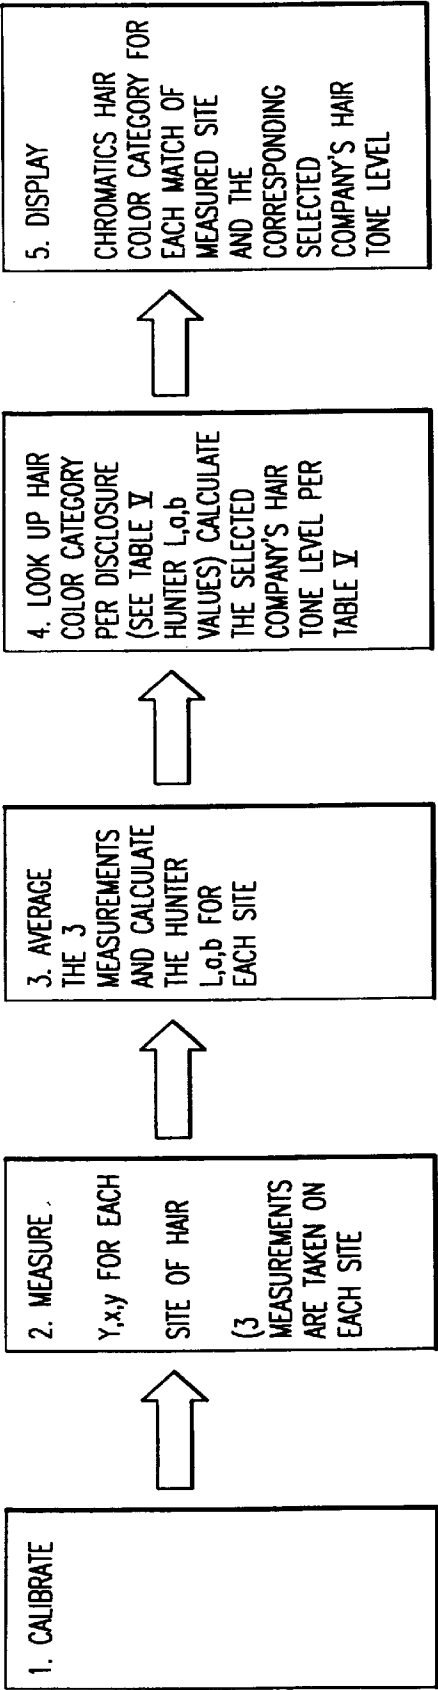 1. CALIBRATE
2. MEASURE
Y,x,y FOR EACH
SITE OF HAIR
(3
MEASUREMENTS
ARE TAKEN ON
EACH SITE
3. AVERAGE
THE 3
MEASUREMENTS
AND CALCULATE
THE HUNTER
L,a,b FOR
EACH SITE
4. LOOK UP HAIR
COLOR CATEGORY
PER DISCLOSURE
(SEE TABLE V
HUNTER L,a,b
VALUES) CALCULATE
THE SELECTED
COMPANY'S HAIR
TONE LEVEL PER
TABLE V
5. DISPLAY
CHROMATICS HAIR
COLOR CATEGORY FOR
EACH MATCH OF
MEASURED SITE
AND THE
CORRESPONDING
SELECTED
COMPANY'S HAIR
TONE LEVEL